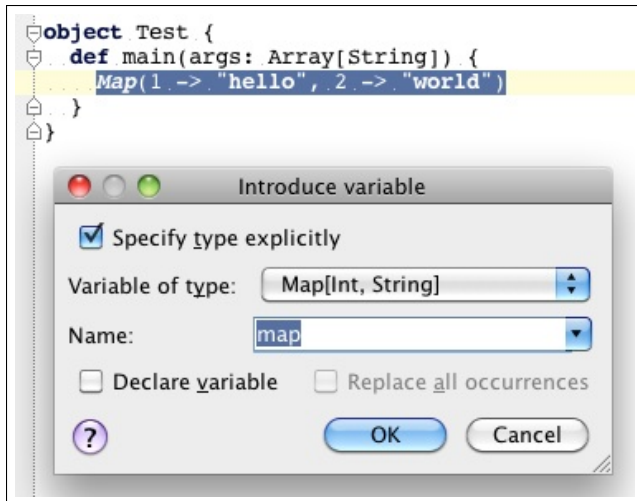 object Test {
def main(args: Array[String]) {
Map(1 -> "hello", 2 -> "world")
}
}
Introduce variable
Specify type explicitly
Variable of type: Map[Int, String]
Name: map
Declare variable Replace all occurrences
? OK Cancel